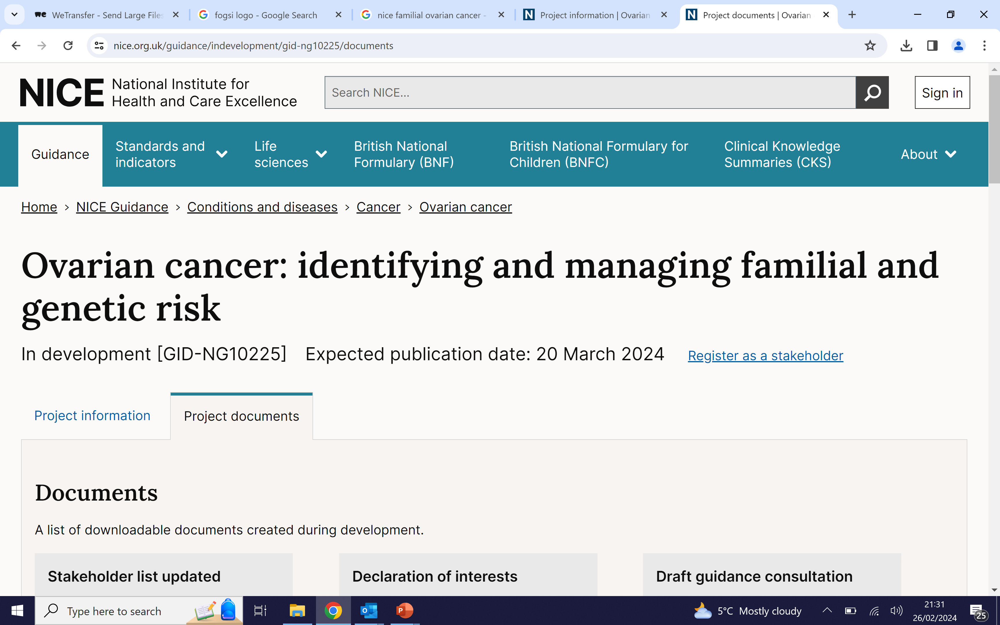 WeTransfer - Send Large Files
fogsi logo - Google Search
nice familial ovarian cancer -
Project information | Ovarian
Project documents | Ovarian
nice.org.uk/guidance/indevelopment/gid-ng10225/documents
NICE National Institute for
Health and Care Excellence
Search NICE...
Sign in
Guidance
Standards and
indicators
Life
sciences
British National
Formulary (BNF)
British National Formulary for
Children (BNFC)
Clinical Knowledge
Summaries (CKS)
About
Home > NICE Guidance > Conditions and diseases > Cancer > Ovarian cancer
Ovarian cancer: identifying and managing familial and
genetic risk
In development [GID-NG10225] Expected publication date: 20 March 2024 Register as a stakeholder
Project information
Project documents
Documents
A list of downloadable documents created during development.
Stakeholder list updated
Declaration of interests
Draft guidance consultation
Type here to search
5°C Mostly cloudy
21:31
26/02/2024
25